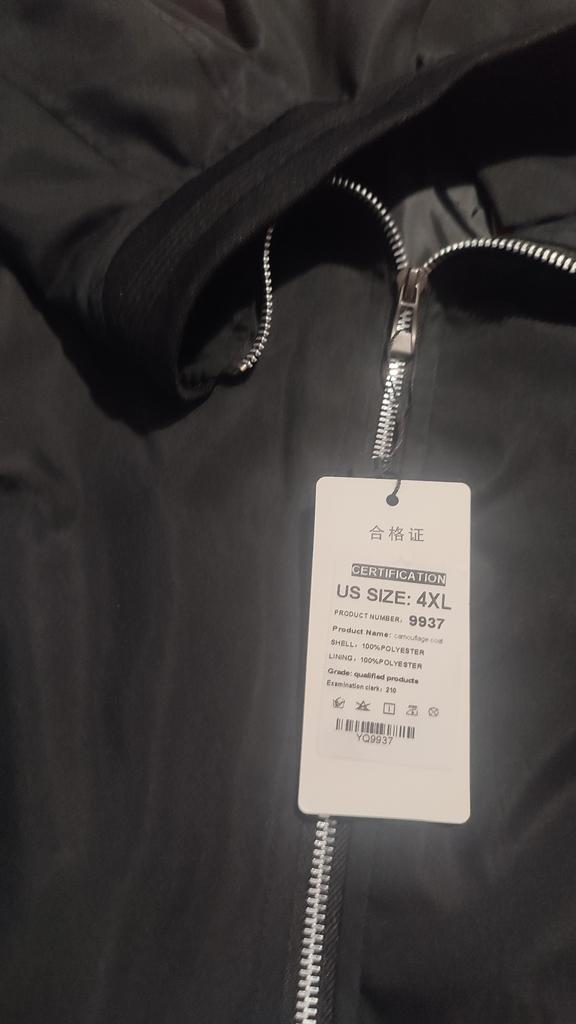 合格证
CERTIFICATION
US SIZE: 4XL
PRODUCT NUMBER: 9937
Product Name: camouflage coat
SHELL: 100%POLYESTER
LINING: 100%POLYESTER
Grade: qualified products
Examination clerk: 210
YQ9937